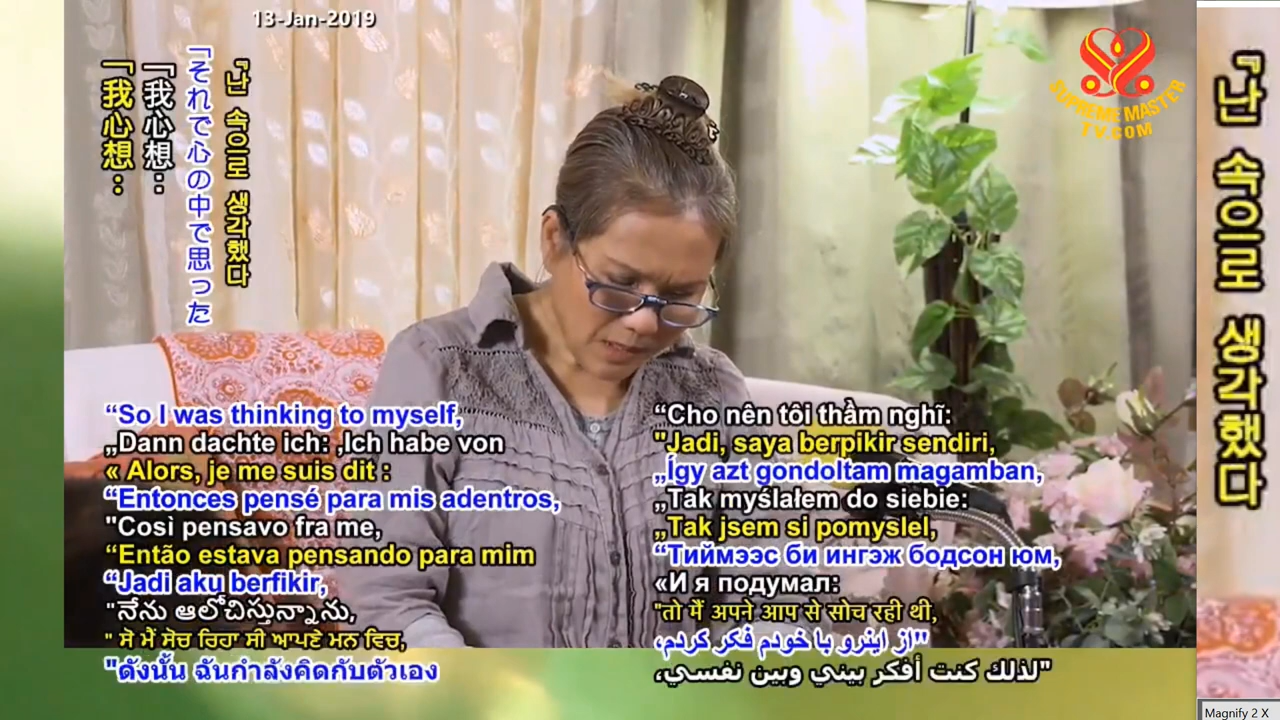 13-Jan-2019
『난 속으로 생각했다
「それで心の中で思った
「我心想：
「我心想：
SUPREME MASTER
TV.COM
“So I was thinking to myself,
„Dann dachte ich: ‚Ich habe von
« Alors, je me suis dit :
“Entonces pensé para mis adentros,
"Così pensavo fra me,
“Então estava pensando para mim
“Jadi aku berfikir,
"నేను ఆలోచిస్తున్నాను,
" ਸੋ ਮੈਂ ਸੋਚ ਰਿਹਾ ਸੀ ਆਪਣੇ ਮਨ ਵਿਚ,
"ดังนั้น ฉันกำลังคิดกับตัวเอง
“Cho nên tôi thầm nghĩ:
"Jadi, saya berpikir sendiri,
„Így azt gondoltam magamban,
„Tak myślałem do siebie:
„Tak jsem si pomyslel,
“Тиймээс би ингэж бодсон юм,
«И я подумал:
"तो मैं अपने आप से सोच रही थी,
"از اینرو با خودم فکر کردم،
"لذلك كنت أفكر بيني وبين نفسي،
『난 속으로 생각했다
Magnify 2 X